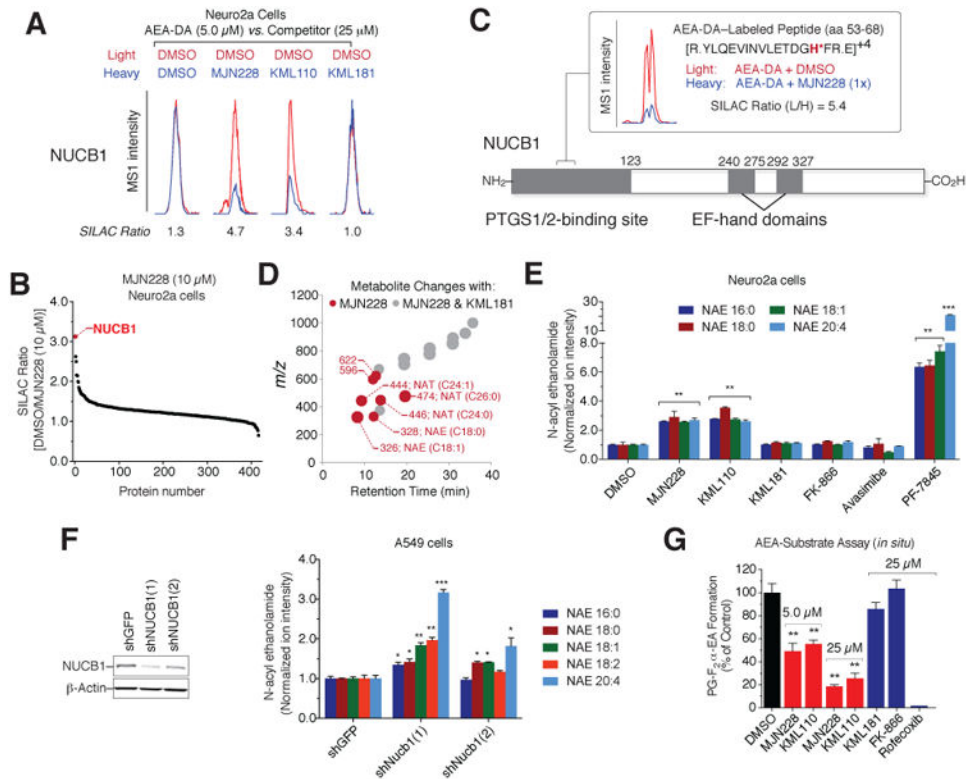 A
Neuro2a Cells
AEA-DA (5.0 µM) vs. Competitor (25 µM)
Light: DMSO DMSO DMSO DMSO
Heavy: DMSO MJN228 KML110 KML181
NUCB1
MS1 intensity
SILAC Ratio 1.3 4.7 3.4 1.0
B
MJN228 (10 µM)
Neuro2a cells
SILAC Ratio
[DMSO/MJN228 (10 µM)]
4.0
3.0
2.0
1.0
0.0
NUCB1
0 100 200 300 400
Protein number
C
MS1 intensity
AEA-DA–Labeled Peptide (aa 53-68)
[R.YLQEVINVLETDGH*FR.E]+4
Light: AEA-DA + DMSO
Heavy: AEA-DA + MJN228 (1x)
SILAC Ratio (L/H) = 5.4
NUCB1
123 240 275 292 327
NH2 CO2H
PTGS1/2-binding site EF-hand domains
D
Metabolite Changes with:
MJN228 MJN228 & KML181
m/z
1200
1000
800
600
400
200
0
622
596
444; NAT (C24:1)
474; NAT (C26:0)
446; NAT (C24:0)
328; NAE (C18:0)
326; NAE (C18:1)
0 10 20 30 40
Retention Time (min)
E
Neuro2a cells
N-acyl ethanolamide
(Normalized ion intensity)
30
20
10
8.0
6.0
4.0
2.0
0.0
NAE 16:0 NAE 18:1
NAE 18:0 NAE 20:4
** ** ** ***
DMSO MJN228 KML110 KML181 FK-866 Avasimibe PF-7845
F
shGFP shNUCB1(1) shNUCB1(2)
NUCB1
β-Actin
A549 cells
N-acyl ethanolamide
(Normalized ion intensity)
4.0
3.0
2.0
1.0
0.0
* * ** ** *** * * *
shGFP shNucb1(1) shNucb1(2)
NAE 16:0
NAE 18:0
NAE 18:1
NAE 18:2
NAE 20:4
G
AEA-Substrate Assay (in situ)
PG-F2α-EA Formation
(% of Control)
120
100
80
60
40
20
0
25 µM
5.0 µM
** **
25 µM
** **
DMSO MJN228 KML110 MJN228 KML110 KML181 FK-866 Rofecoxib